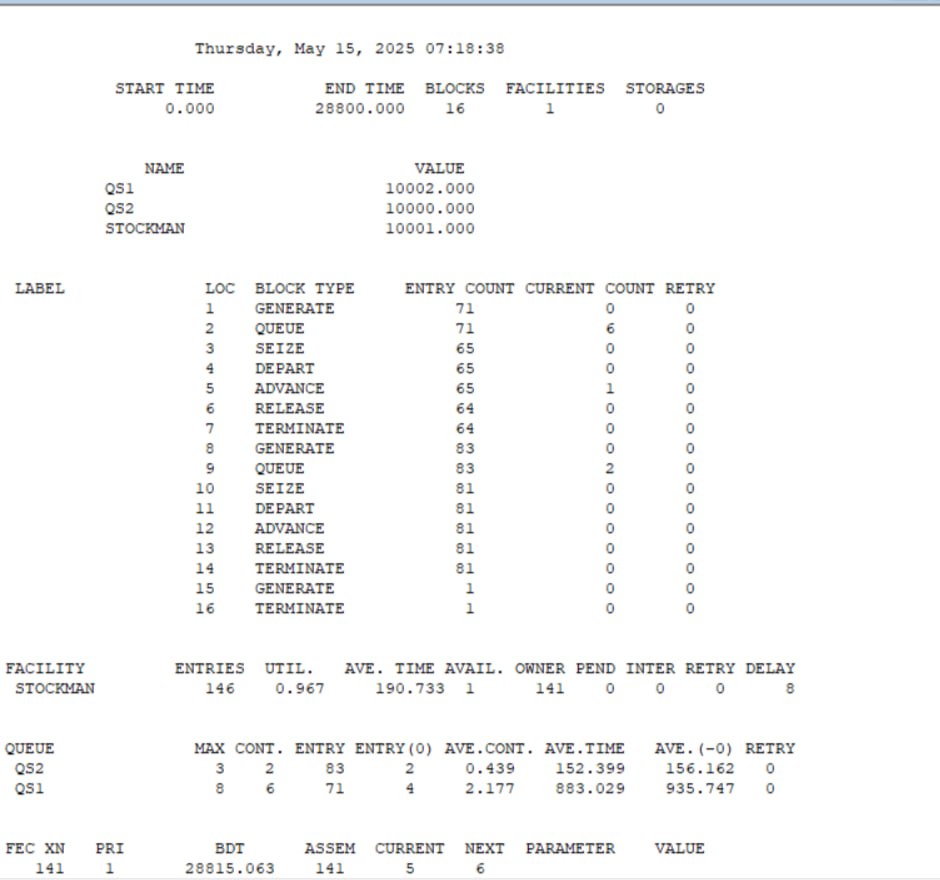 Thursday, May 15, 2025 07:18:38
START TIME END TIME BLOCKS FACILITIES STORAGES
0.000 28800.000 16 1 0
NAME VALUE
QS1 10002.000
QS2 10000.000
STOCKMAN 10001.000
LABEL LOC BLOCK TYPE ENTRY COUNT CURRENT COUNT RETRY
1 GENERATE 71 0 0
2 QUEUE 71 6 0
3 SEIZE 65 0 0
4 DEPART 65 0 0
5 ADVANCE 65 1 0
6 RELEASE 64 0 0
7 TERMINATE 64 0 0
8 GENERATE 83 0 0
9 QUEUE 83 2 0
10 SEIZE 81 0 0
11 DEPART 81 0 0
12 ADVANCE 81 0 0
13 RELEASE 81 0 0
14 TERMINATE 81 0 0
15 GENERATE 1 0 0
16 TERMINATE 1 0 0
FACILITY ENTRIES UTIL. AVE. TIME AVAIL. OWNER PEND INTER RETRY DELAY
STOCKMAN 146 0.967 190.733 1 141 0 0 0 8
QUEUE MAX CONT. ENTRY ENTRY(0) AVE.CONT. AVE.TIME AVE.(-0) RETRY
QS2 3 2 83 2 0.439 152.399 156.162 0
QS1 8 6 71 4 2.177 883.029 935.747 0
FEC XN PRI BDT ASSEM CURRENT NEXT PARAMETER VALUE
141 1 28815.063 141 5 6